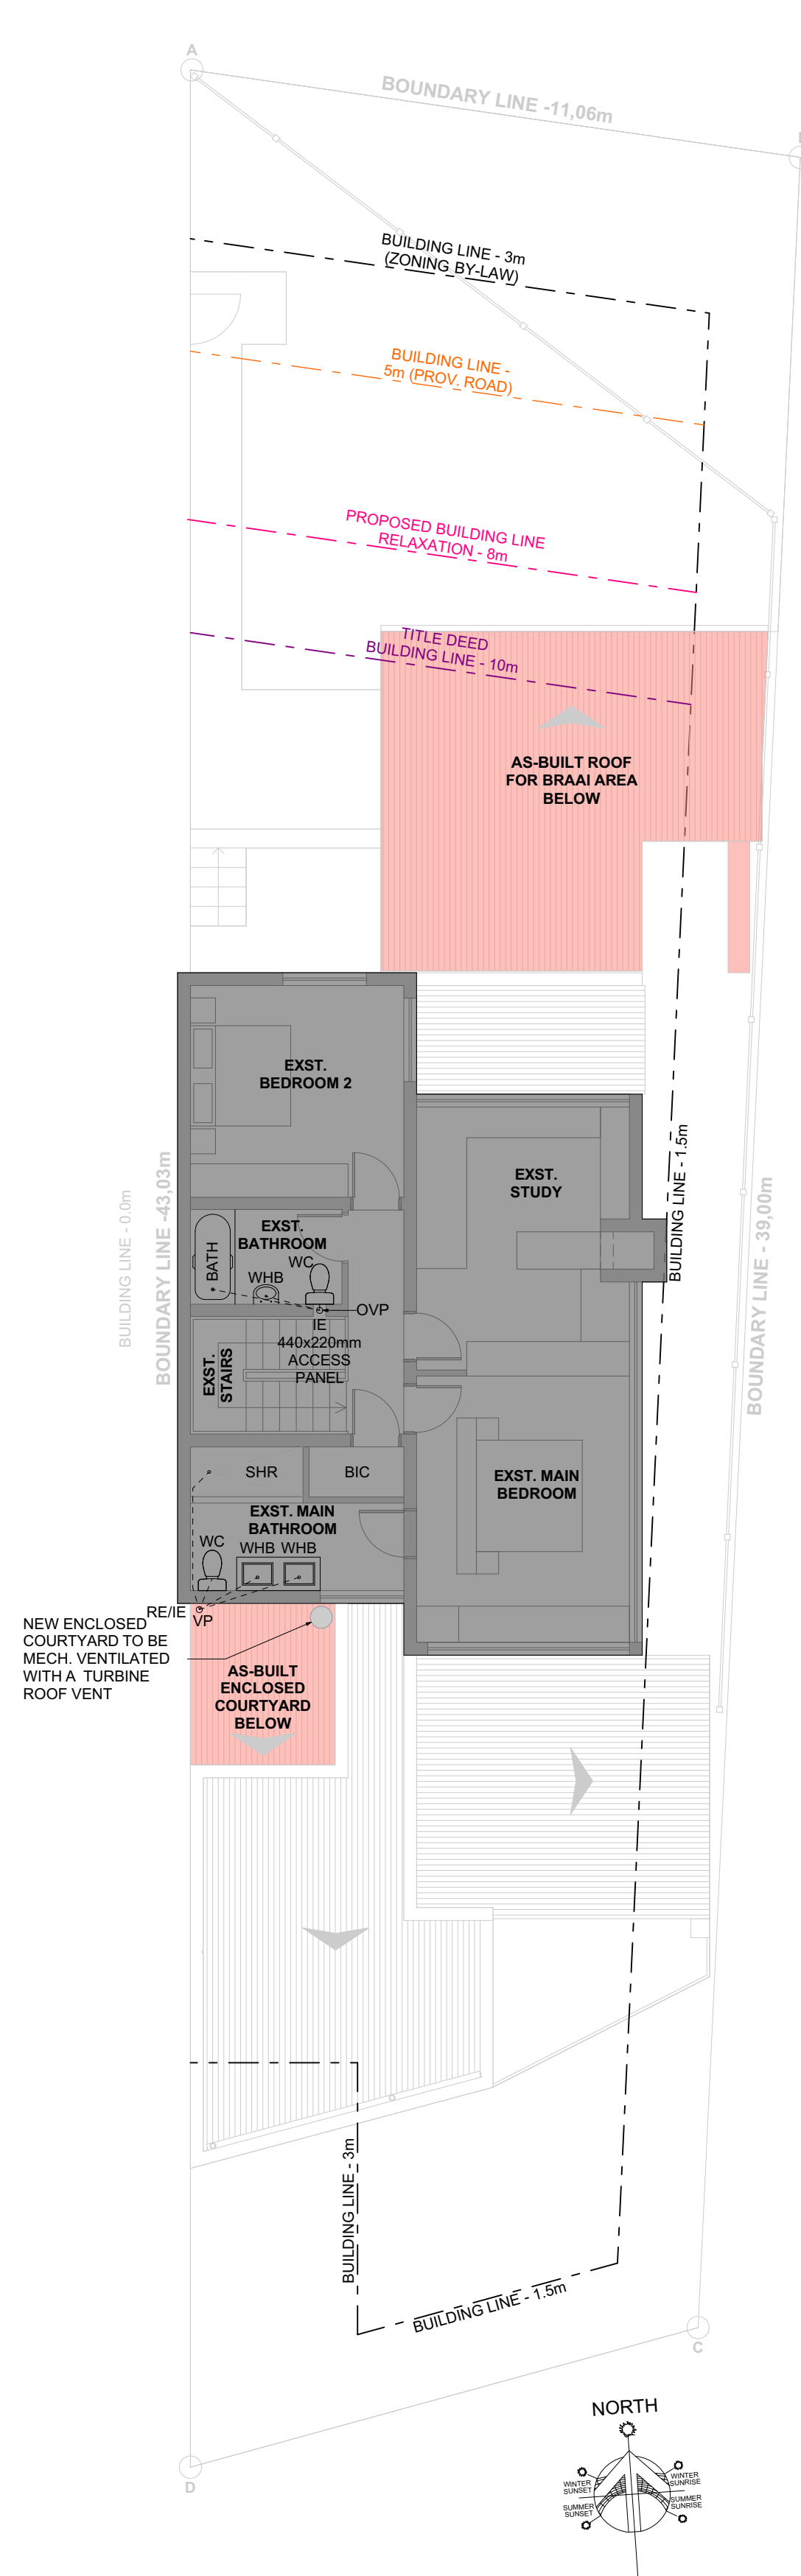 A
BOUNDARY LINE -11,06m
BUILDING LINE - 3m
(ZONING BY-LAW)
BUILDING LINE -
5m (PROV. ROAD)
PROPOSED BUILDING LINE
RELAXATION - 8m
TITLE DEED
BUILDING LINE - 10m
AS-BUILT ROOF
FOR BRAAI AREA
BELOW
EXST.
BEDROOM 2
BUILDING LINE - 0.0m
BOUNDARY LINE -43,03m
EXST.
STUDY
BUILDING LINE - 1.5m
BOUNDARY LINE - 39,00m
EXST.
BATHROOM
BATH
WHB
WC
OVP
IE
440x220mm
ACCESS
PANEL
EXST.
STAIRS
SHR
BIC
EXST. MAIN
BEDROOM
EXST. MAIN
BATHROOM
WC
WHB
WHB
RE/IE
VP
NEW ENCLOSED
COURTYARD TO BE
MECH. VENTILATED
WITH A TURBINE
ROOF VENT
AS-BUILT
ENCLOSED
COURTYARD
BELOW
BUILDING LINE - 3m
BUILDING LINE - 1.5m
C
D
NORTH
WINTER
SUNSET
WINTER
SUNRISE
SUMMER
SUNSET
SUMMER
SUNRISE